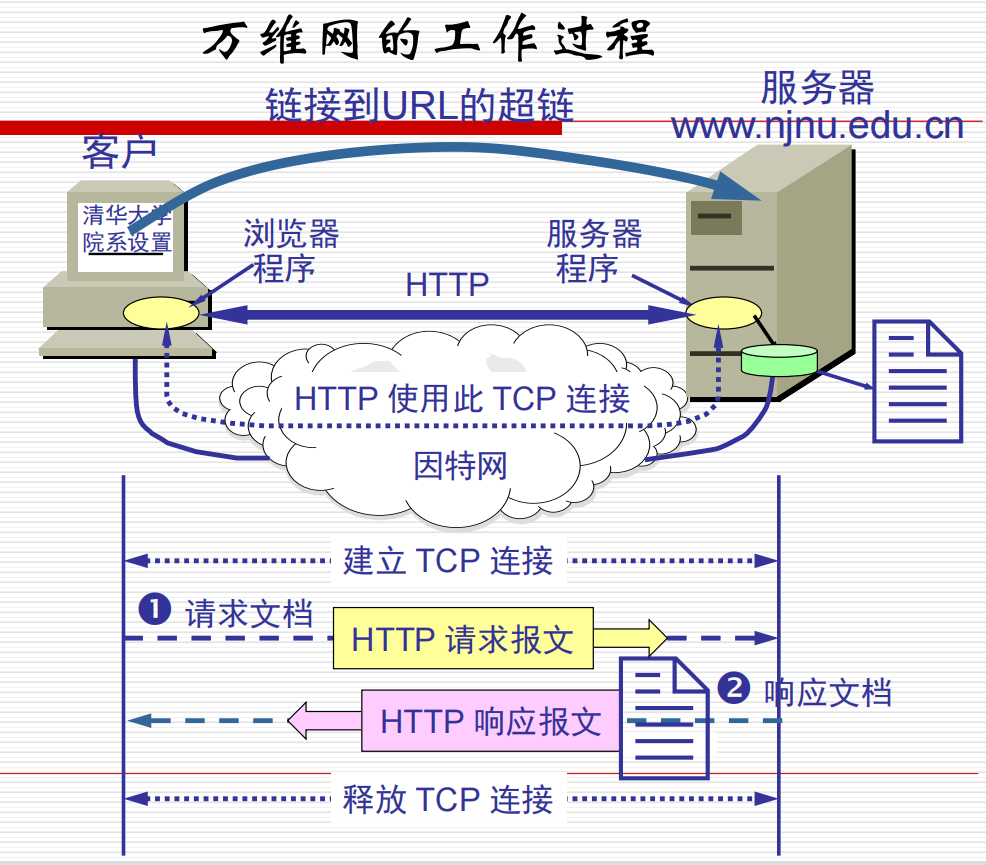 万维网的工作过程
链接到URL的超链
服务器
www.njnu.edu.cn
客户
清华大学
院系设置
浏览器
程序
服务器
程序
HTTP
HTTP 使用此 TCP 连接
因特网
建立 TCP 连接
❶ 请求文档
HTTP 请求报文
❷ 响应文档
HTTP 响应报文
释放 TCP 连接